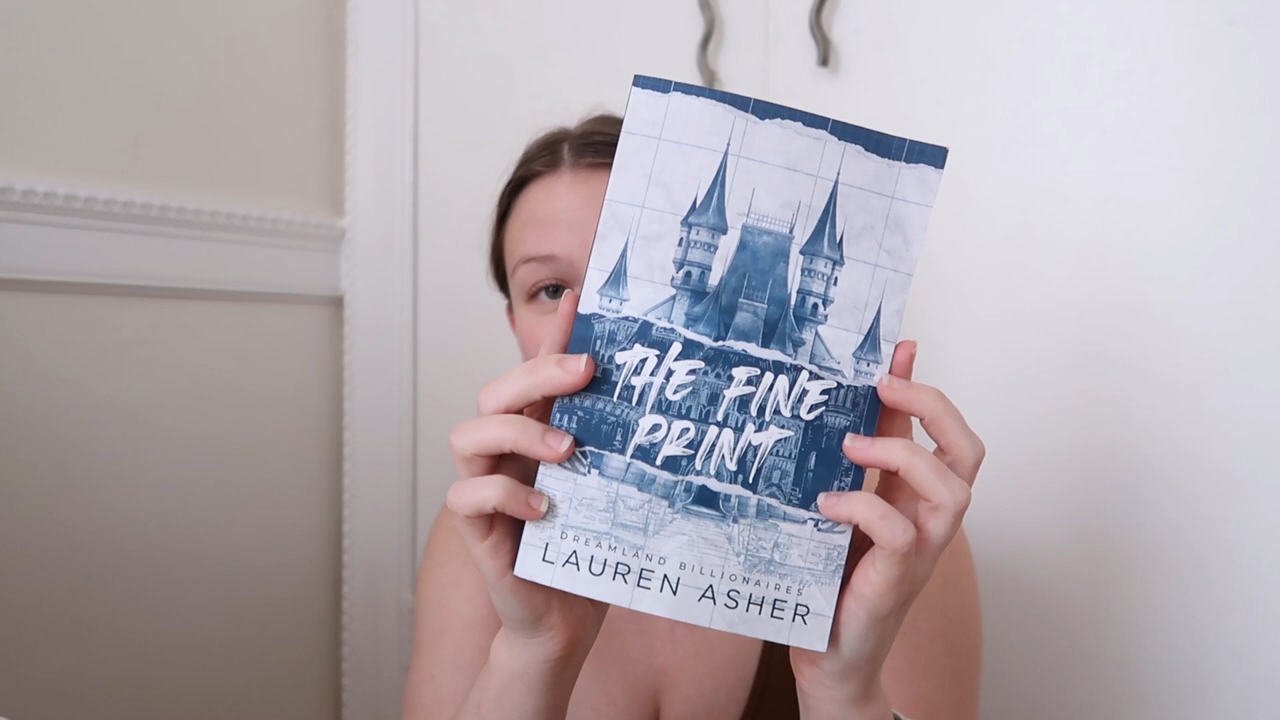 THE FINE
PRINT
DREAMLAND BILLIONAIRES
LAUREN ASHER